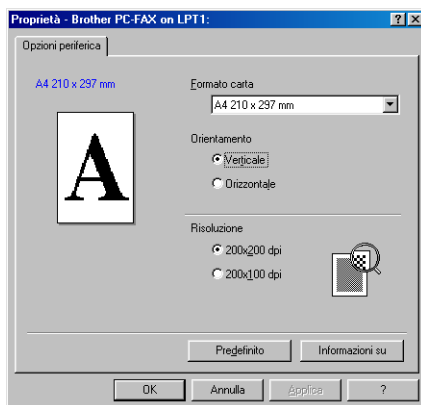 Proprietà - Brother PC-FAX on LPT1:
Opzioni periferica
A4 210 x 297 mm
Formato carta
A4 210 x 297 mm
A
Orientamento
Verticale
Orizzontale
Risoluzione
200x200 dpi
200x100 dpi
Predefinito
Informazioni su
OK
Annulla
Applica
?